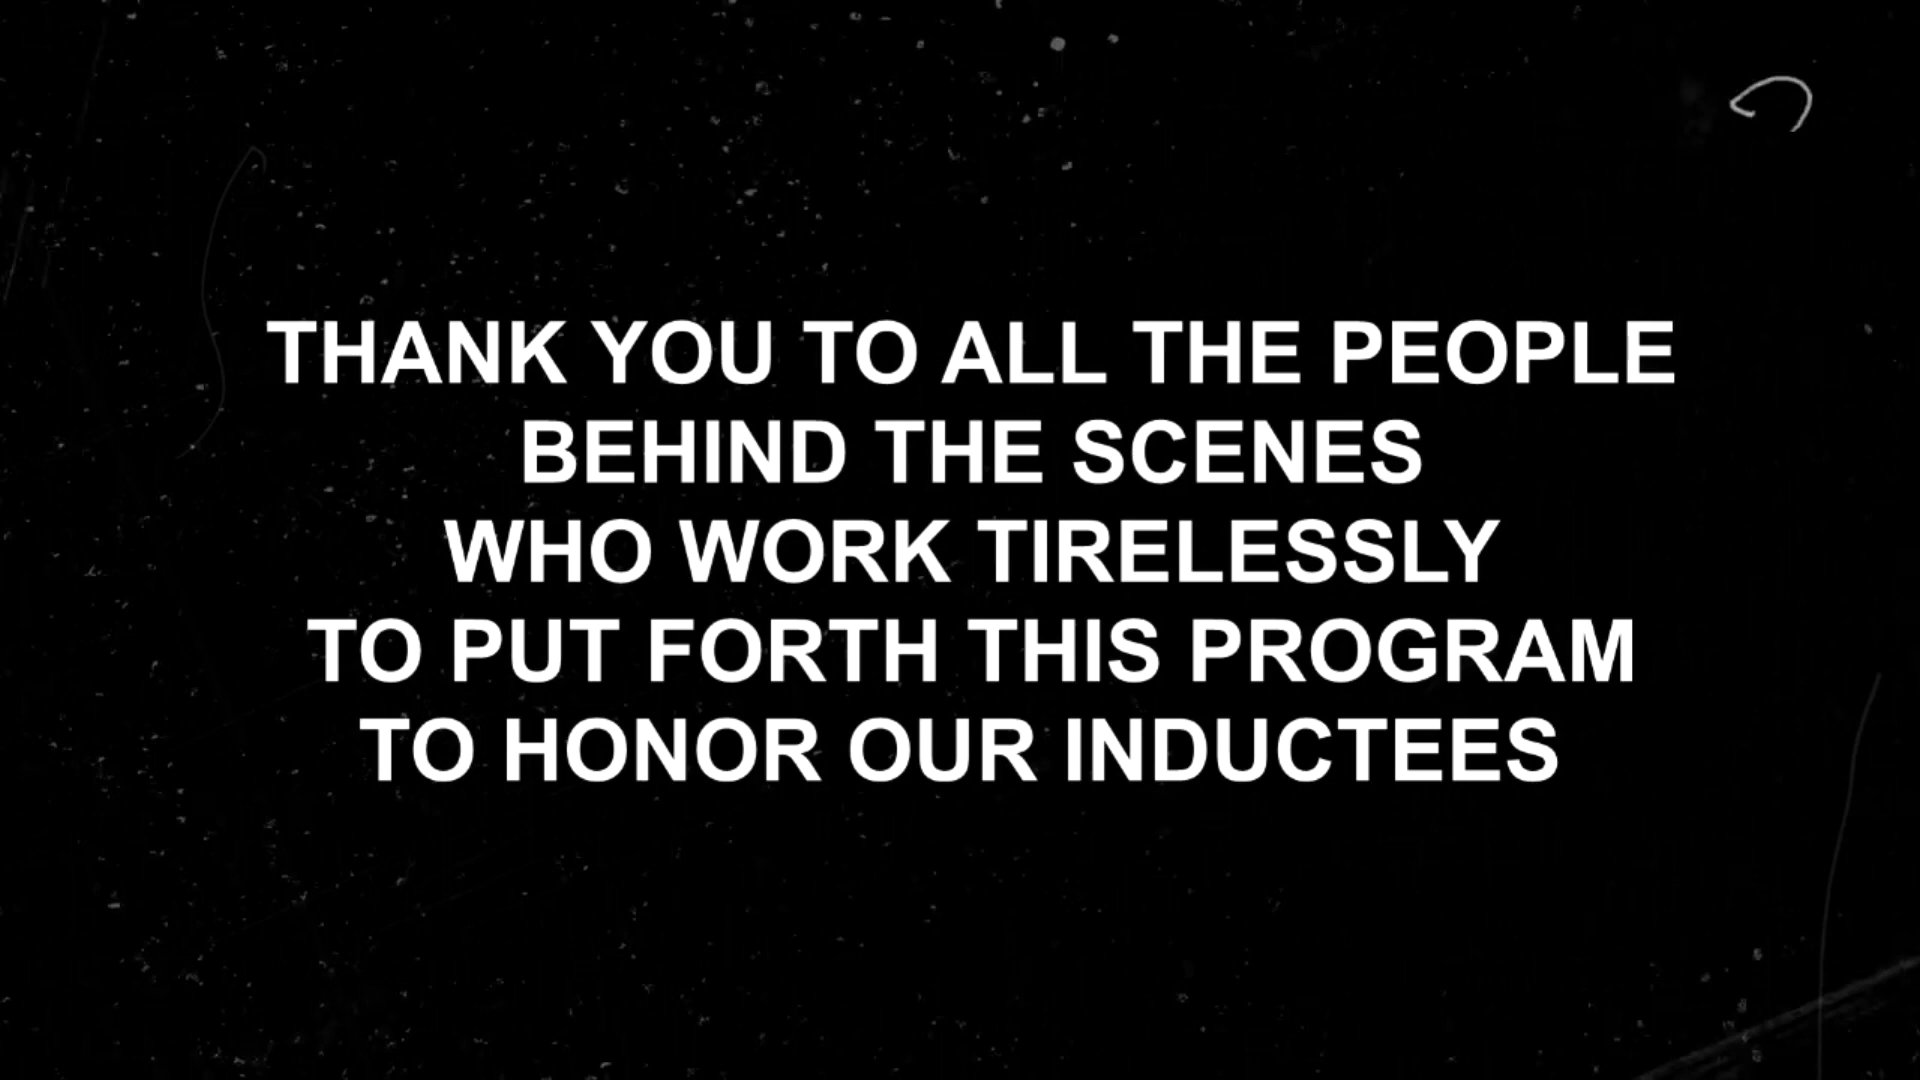 THANK YOU TO ALL THE PEOPLE
BEHIND THE SCENES
WHO WORK TIRELESSLY
TO PUT FORTH THIS PROGRAM
TO HONOR OUR INDUCTEES